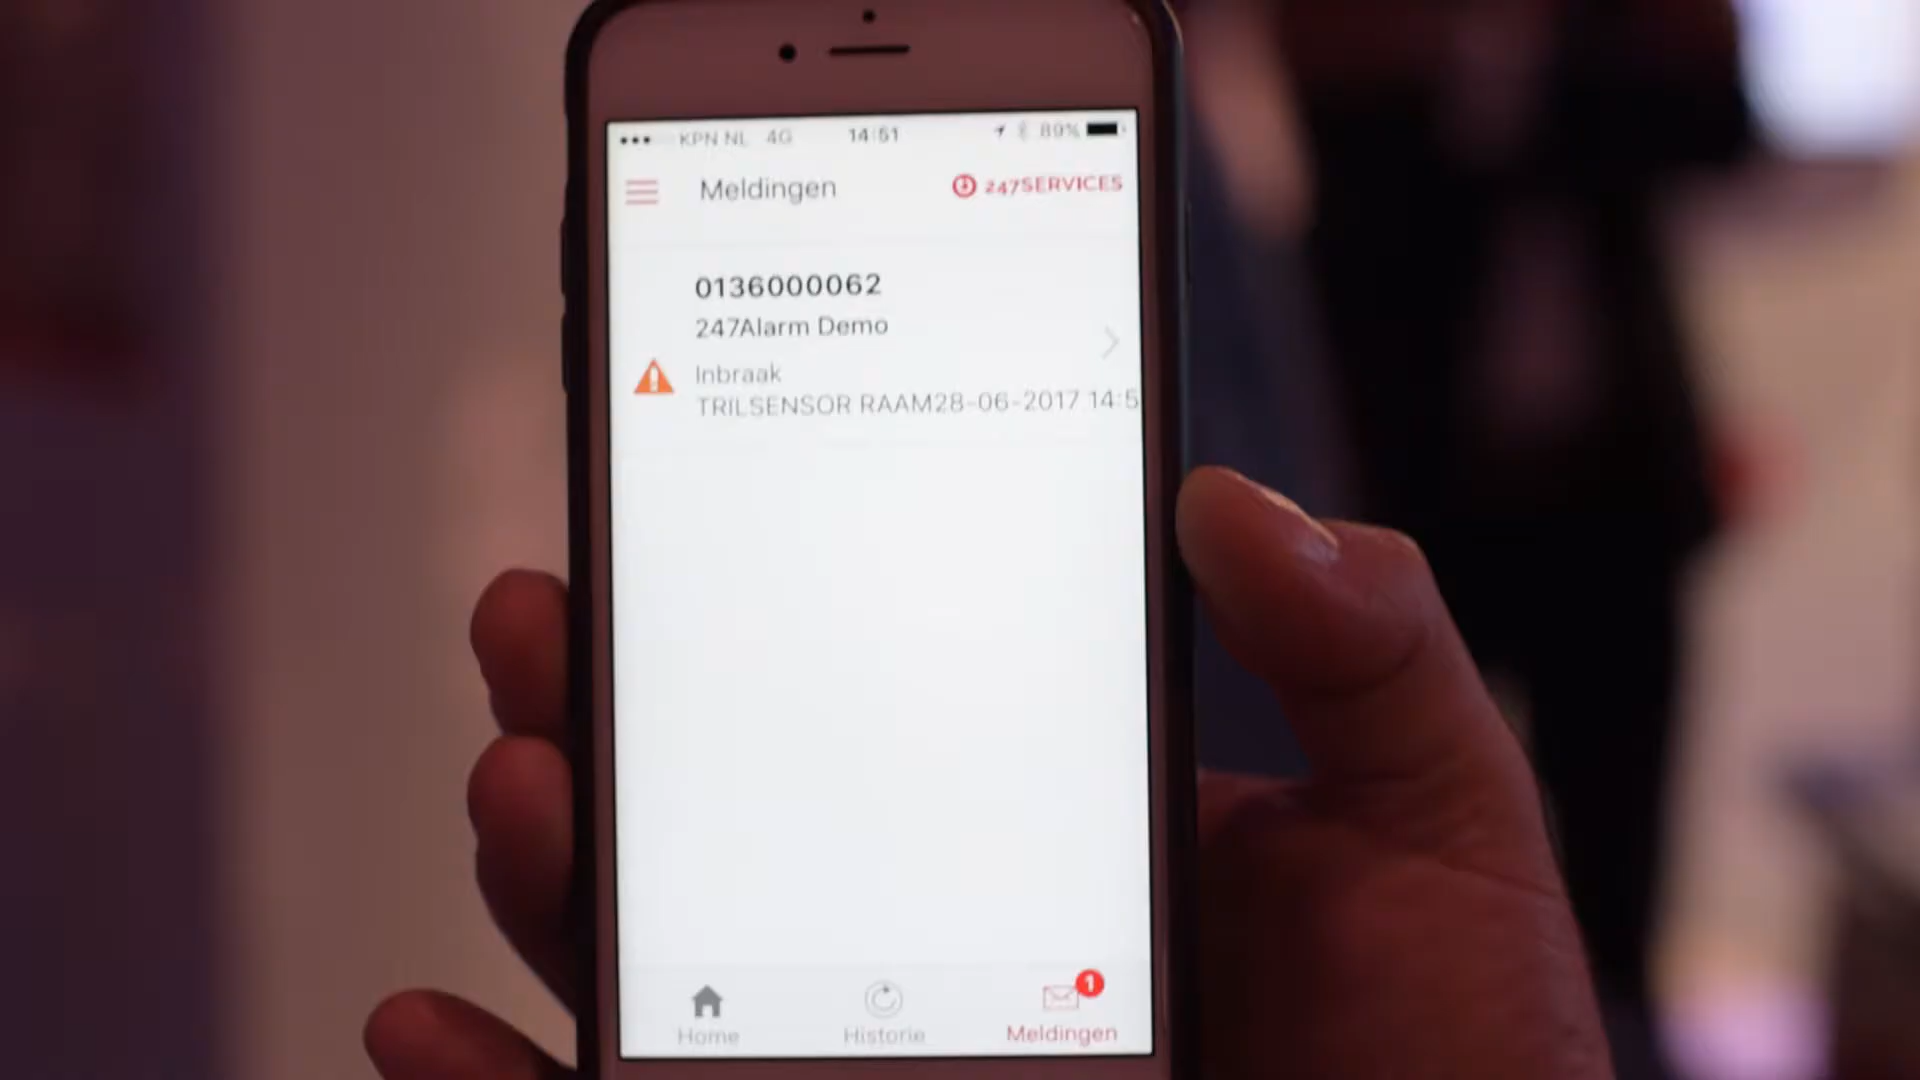 KPN NL 4G 14:51 89%
Meldingen 247SERVICES
0136000062
247Alarm Demo
Inbraak
TRILSENSOR RAAM28-06-2017 14:5
1
Home Historie Meldingen